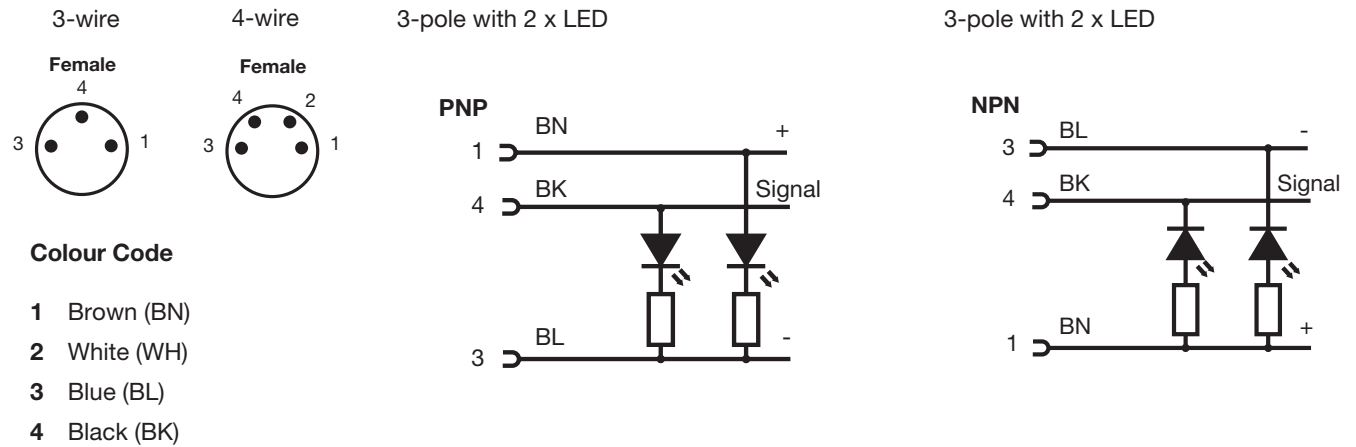 3-wire
4-wire
3-pole with 2 x LED
3-pole with 2 x LED
Female
4
3
1
Female
4 2
3
1
PNP
BN
+
1
BK
Signal
4
BL
-
3
NPN
BL
-
3
BK
Signal
4
BN
+
1
Colour Code
1 Brown (BN)
2 White (WH)
3 Blue (BL)
4 Black (BK)